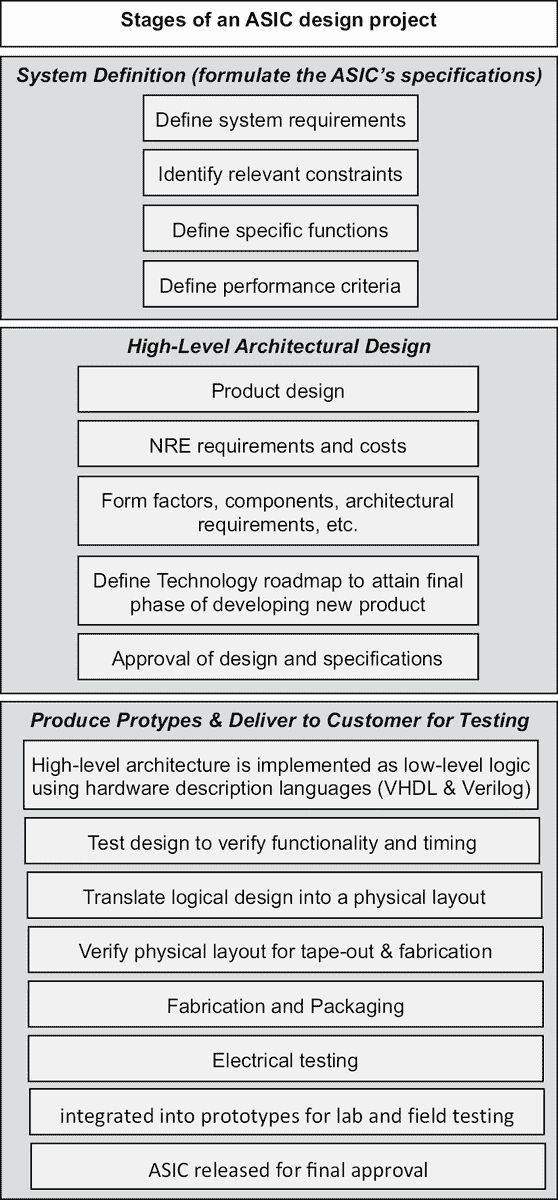 Stages of an ASIC design project
System Definition (formulate the ASIC's specifications)
Define system requirements
Identify relevant constraints
Define specific functions
Define performance criteria
High-Level Architectural Design
Product design
NRE requirements and costs
Form factors, components, architectural
requirements, etc.
Define Technology roadmap to attain final
phase of developing new product
Approval of design and specifications
Produce Protypes & Deliver to Customer for Testing
High-level architecture is implemented as low-level logic
using hardware description languages (VHDL & Verilog)
Test design to verify functionality and timing
Translate logical design into a physical layout
Verify physical layout for tape-out & fabrication
Fabrication and Packaging
Electrical testing
integrated into prototypes for lab and field testing
ASIC released for final approval